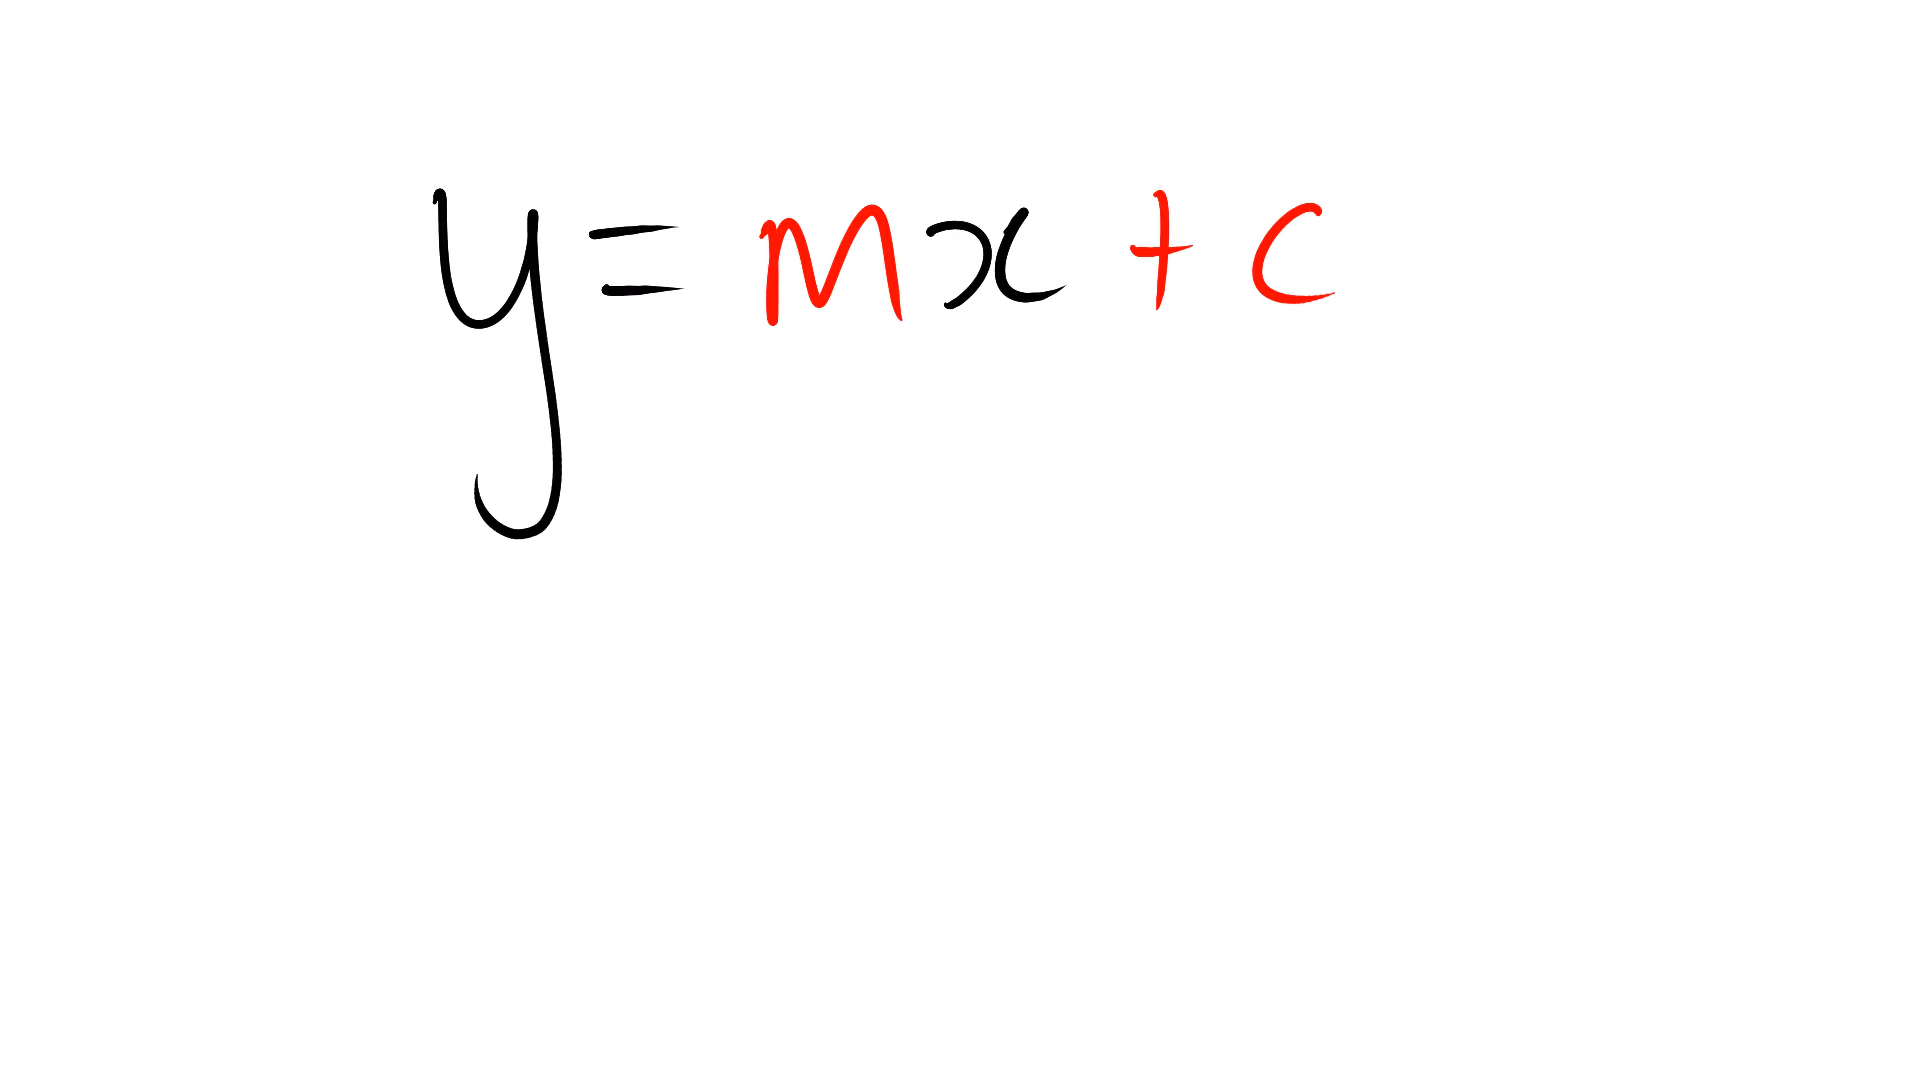 y = mx + c